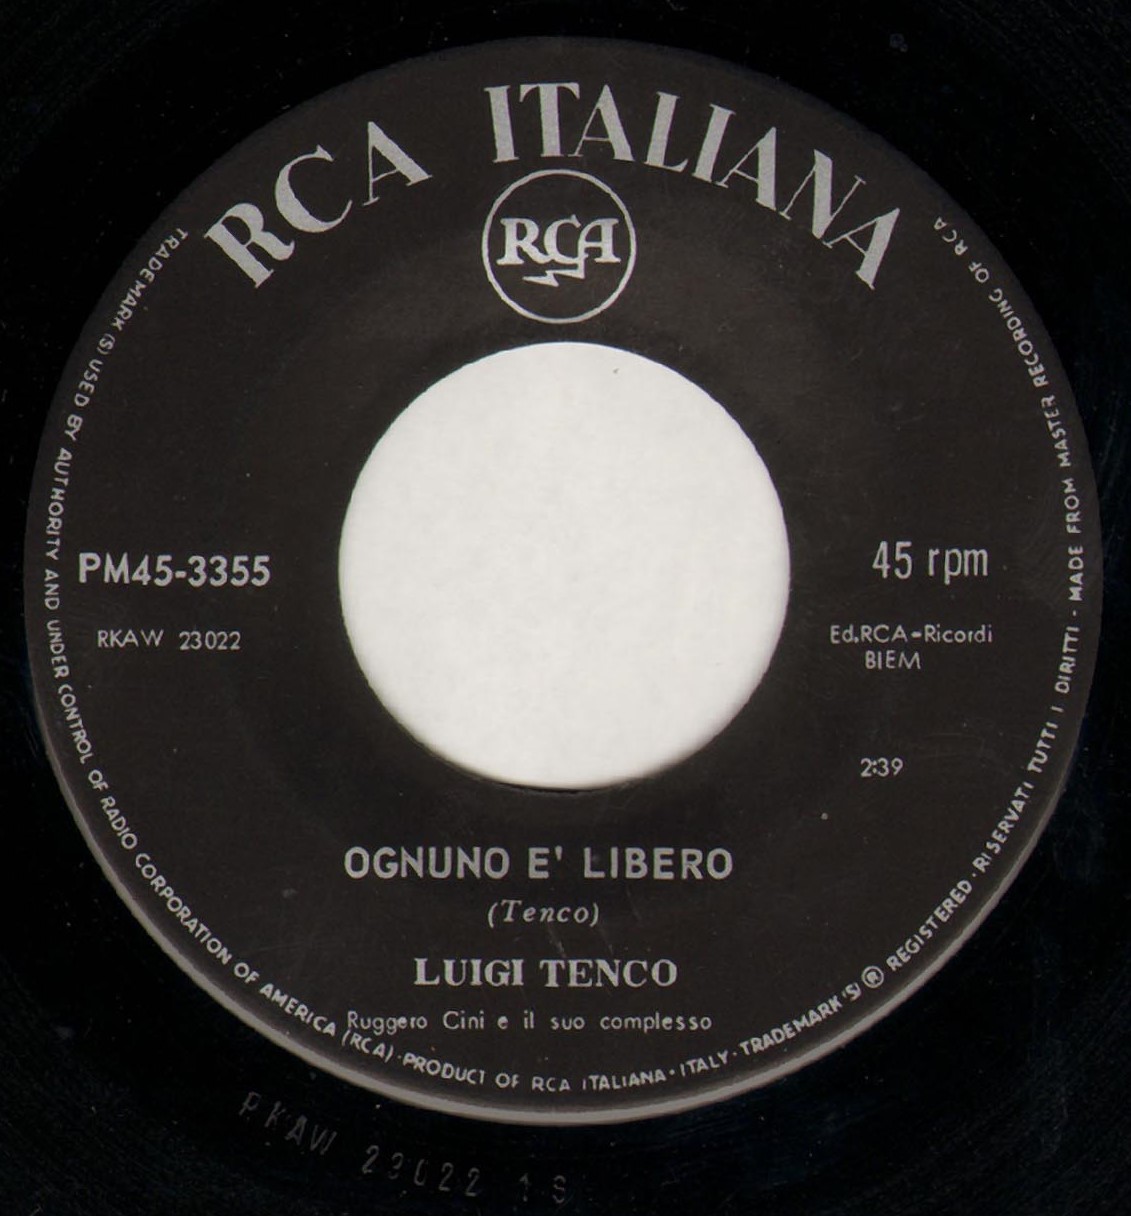 RCA ITALIANA
RCA
PM45-3355
RKAW 23022
45 rpm
Ed.RCA-Ricordi
BIEM
2:39
OGNUNO E' LIBERO
(Tenco)
LUIGI TENCO
Ruggero Cini e il suo complesso
TRADEMARK (S) USED BY AUTHORITY AND UNDER CONTROL OF RADIO CORPORATION OF AMERICA (RCA) · PRODUCT OF RCA ITALIANA · ITALY · TRADEMARK (S) ® REGISTERED · RISERVATI TUTTI I DIRITTI - MADE FROM MASTER RECORDING OF RCA
RKAW 23022 1S